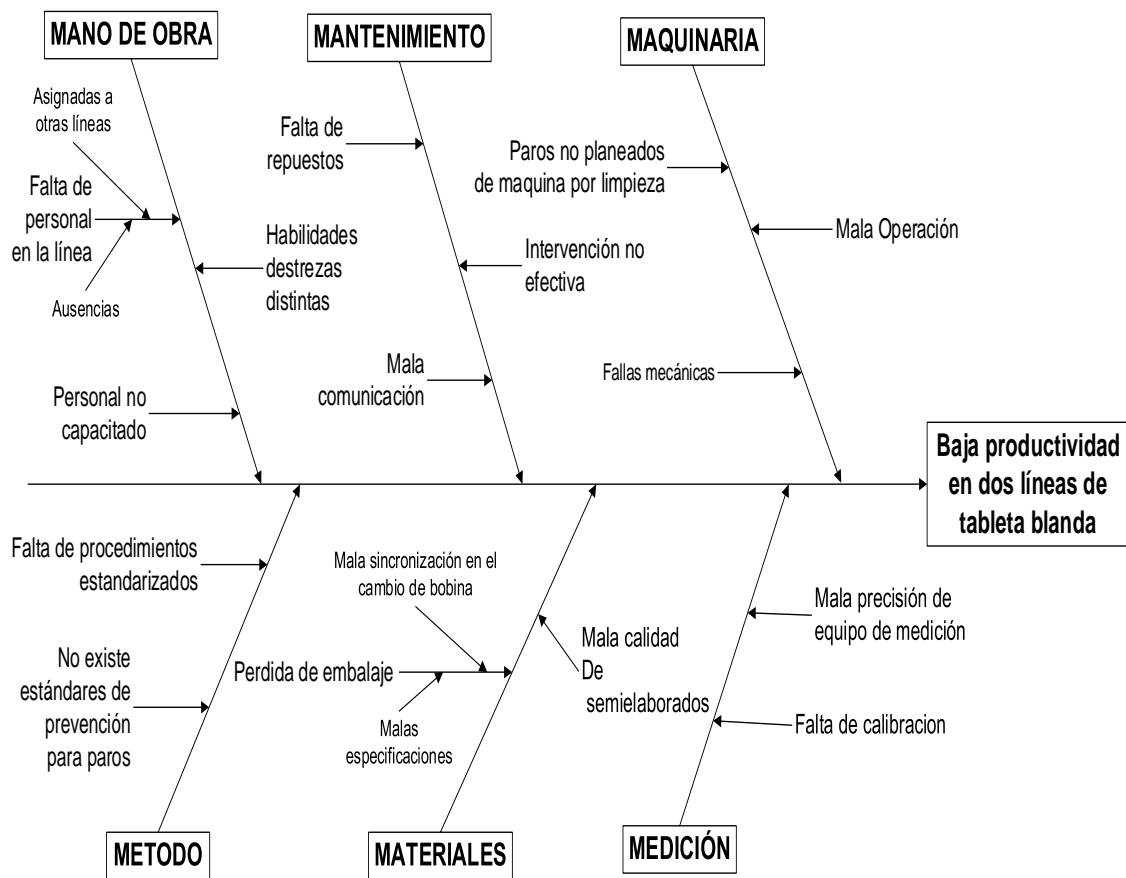 MANO DE OBRA
MANTENIMIENTO
MAQUINARIA
Asignadas a
otras líneas
Falta de
personal
en la línea
Ausencias
Habilidades
destrezas
distintas
Personal no
capacitado
Falta de
repuestos
Intervención no
efectiva
Mala
comunicación
Paros no planeados
de maquina por limpieza
Mala Operación
Fallas mecánicas
Baja productividad
en dos líneas de
tableta blanda
Falta de procedimientos
estandarizados
No existe
estándares de
prevención
para paros
Mala sincronización en el
cambio de bobina
Perdida de embalaje
Malas
especificaciones
Mala calidad
De
semielaborados
Mala precisión de
equipo de medición
Falta de calibracion
METODO
MATERIALES
MEDICIÓN